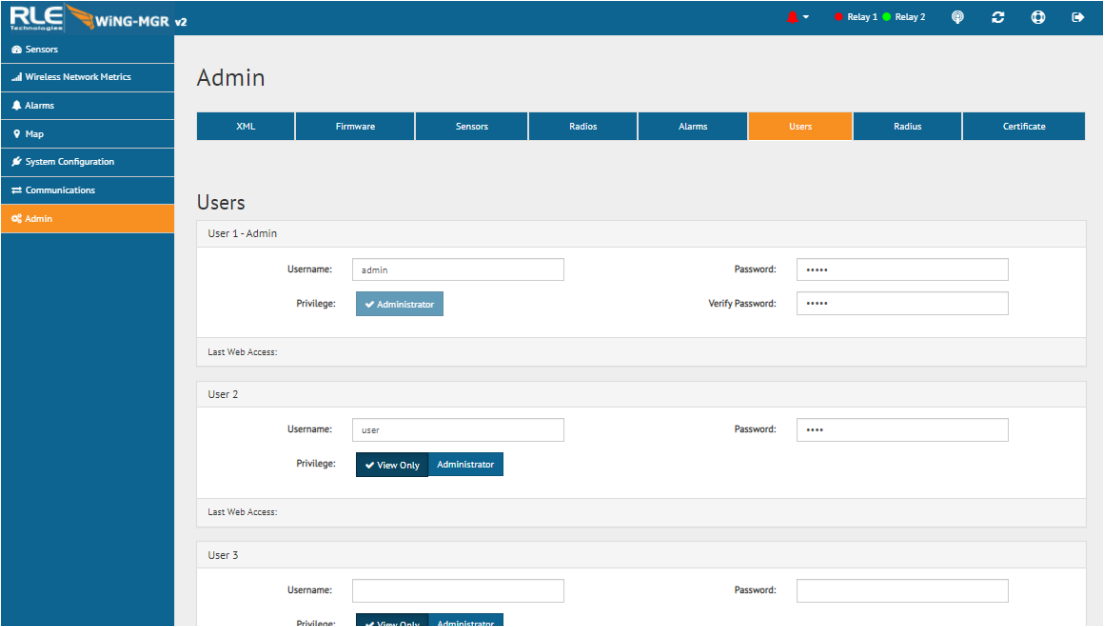 RLE
Technologies
WiNG-MGR v2
Relay 1 Relay 2
Sensors
Wireless Network Metrics
Alarms
Map
System Configuration
Communications
Admin
Admin
XML Firmware Sensors Radios Alarms Users Radius Certificate
Users
User 1 - Admin
Username: admin Password: •••••
Privilege: Administrator Verify Password: •••••
Last Web Access:
User 2
Username: user Password: ••••
Privilege: View Only Administrator
Last Web Access:
User 3
Username: Password:
Privilege: View Only Administrator